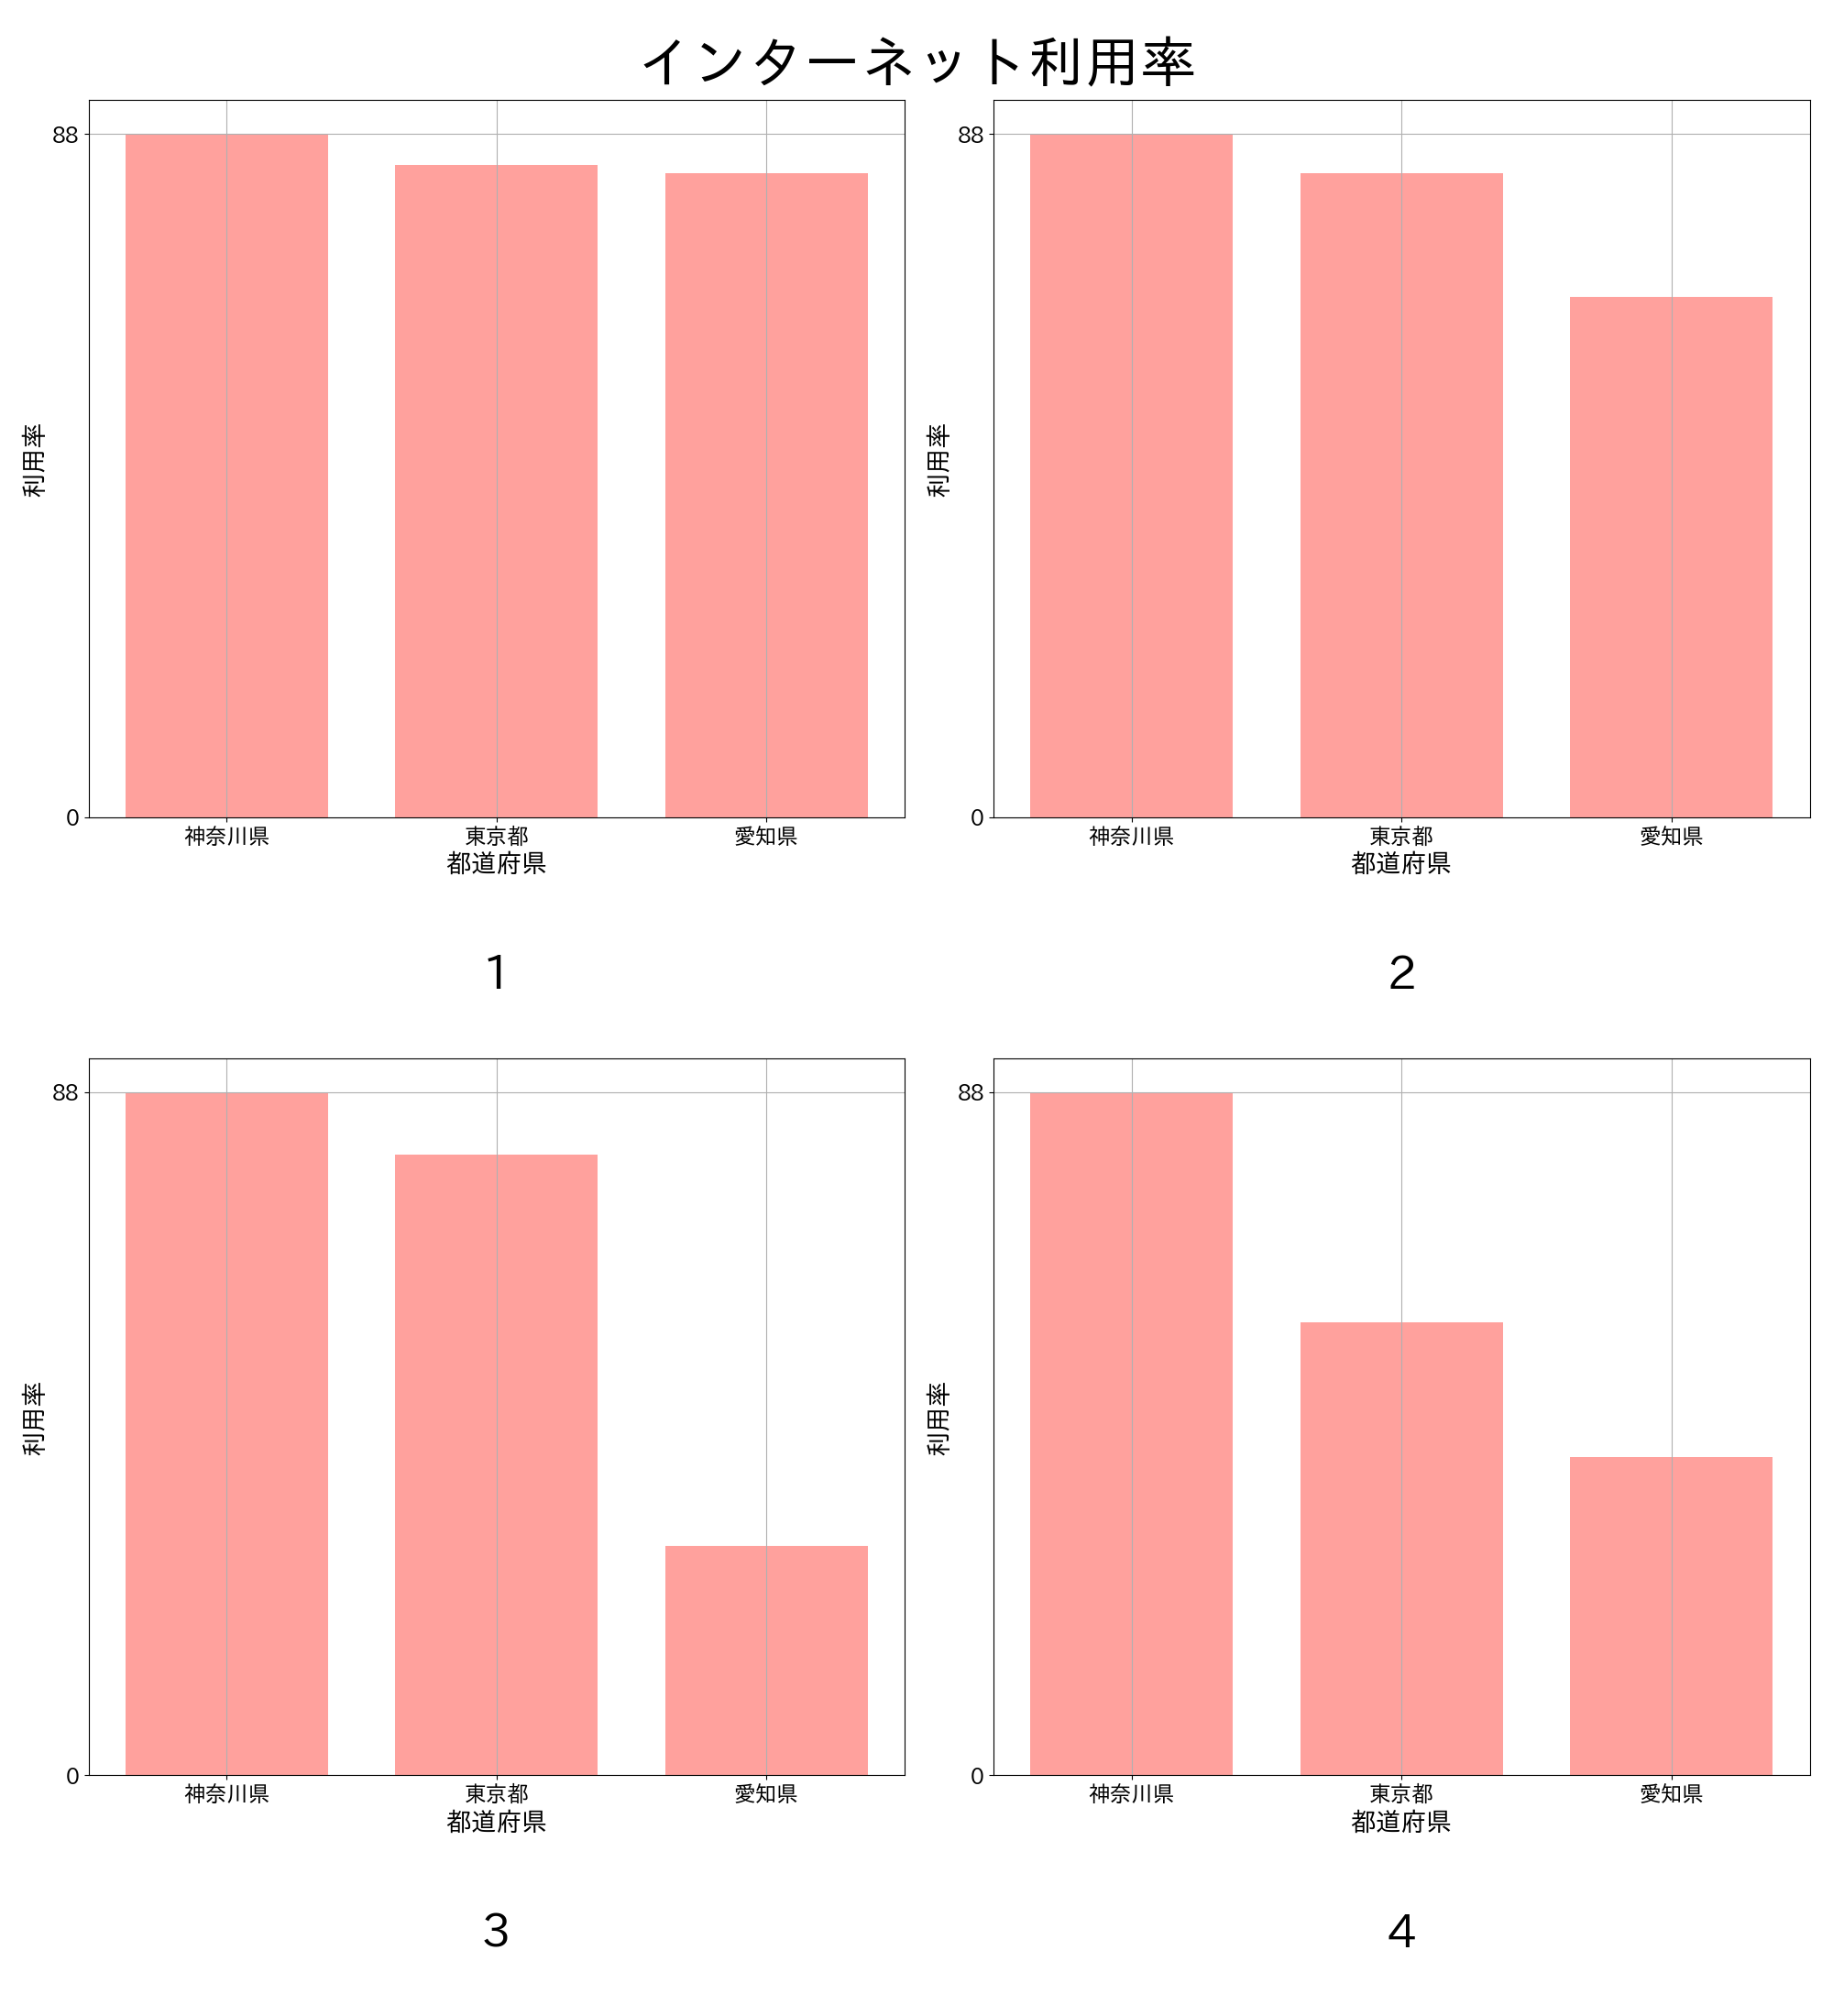 インターネット利用率
88
0
利用率
神奈川県 東京都 愛知県
都道府県
1
88
0
利用率
神奈川県 東京都 愛知県
都道府県
2
88
0
利用率
神奈川県 東京都 愛知県
都道府県
3
88
0
利用率
神奈川県 東京都 愛知県
都道府県
4